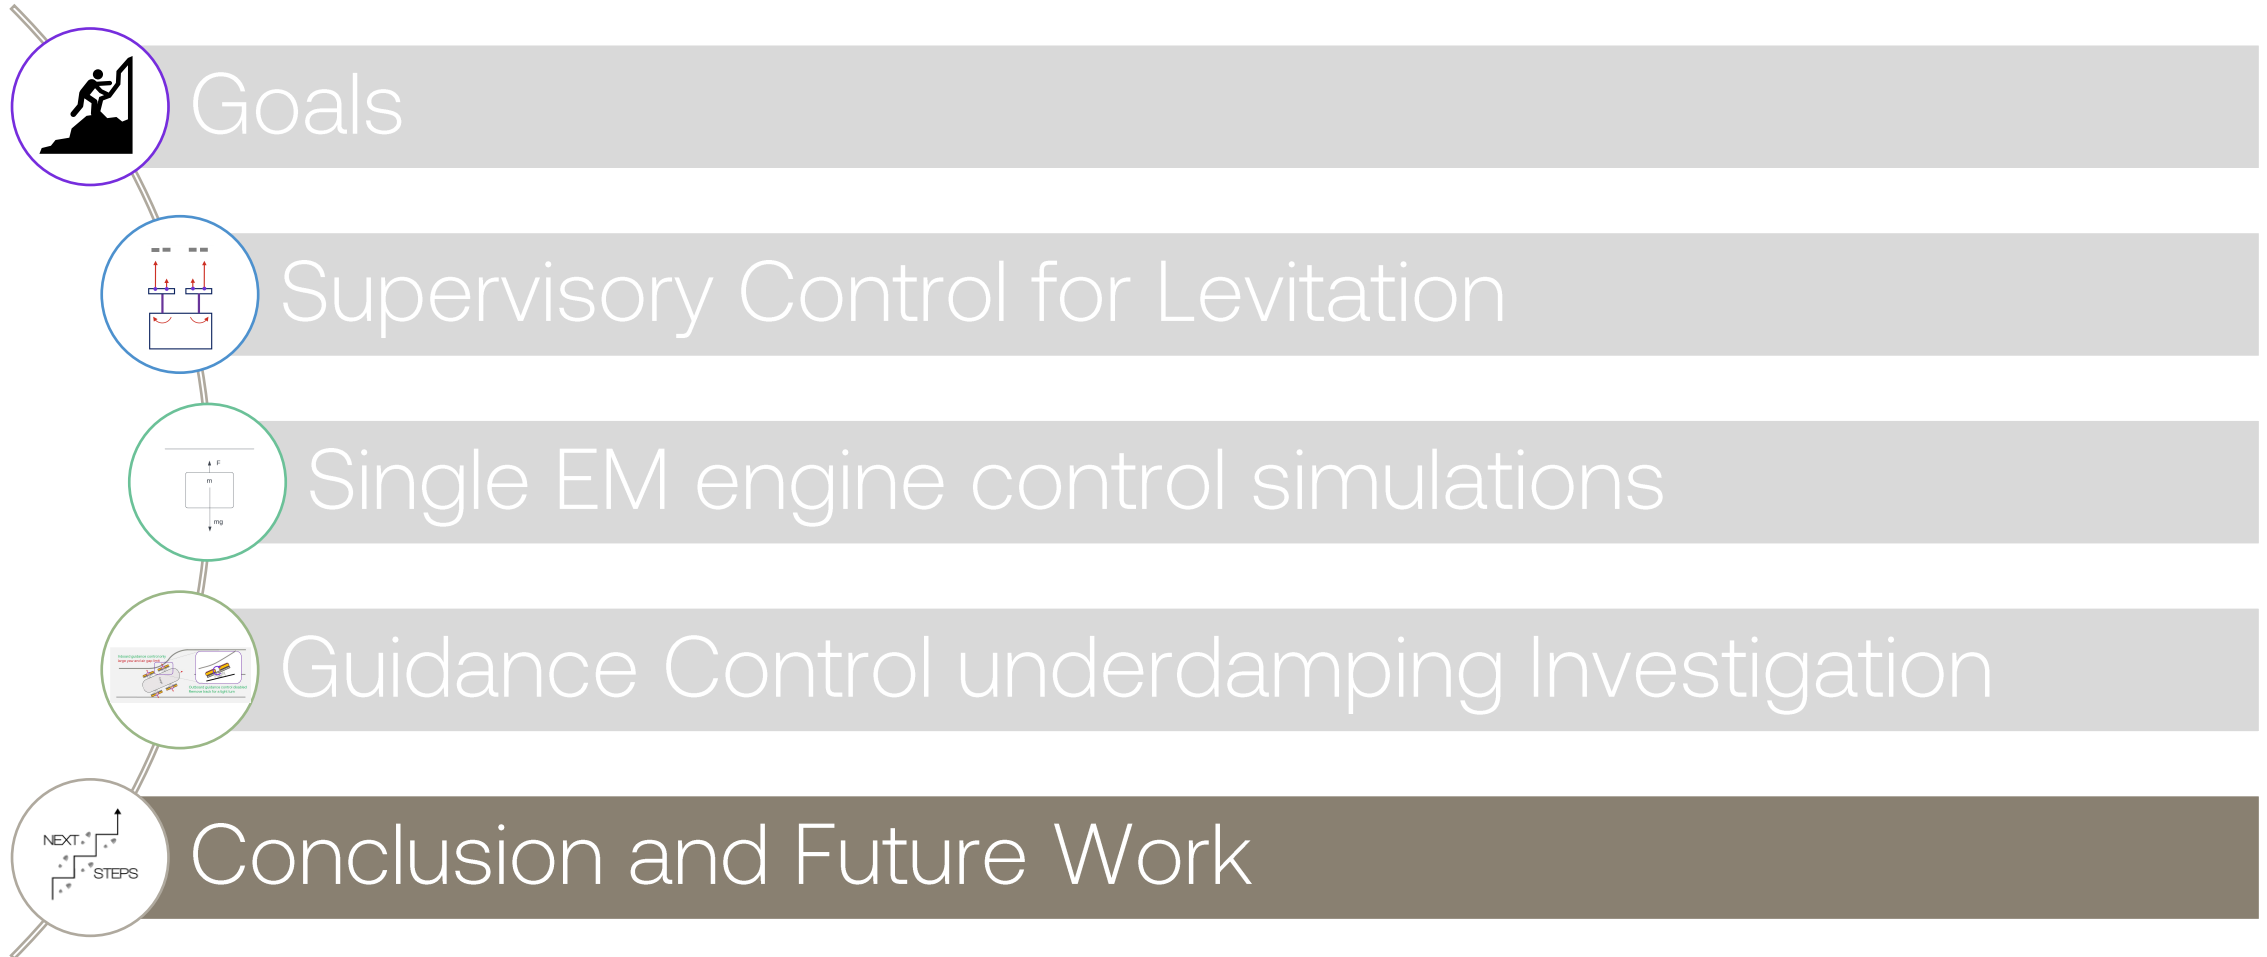 Goals
Supervisory Control for Levitation
F
m
mg
Single EM engine control simulations
Guidance Control underdamping Investigation
NEXT
STEPS
Conclusion and Future Work